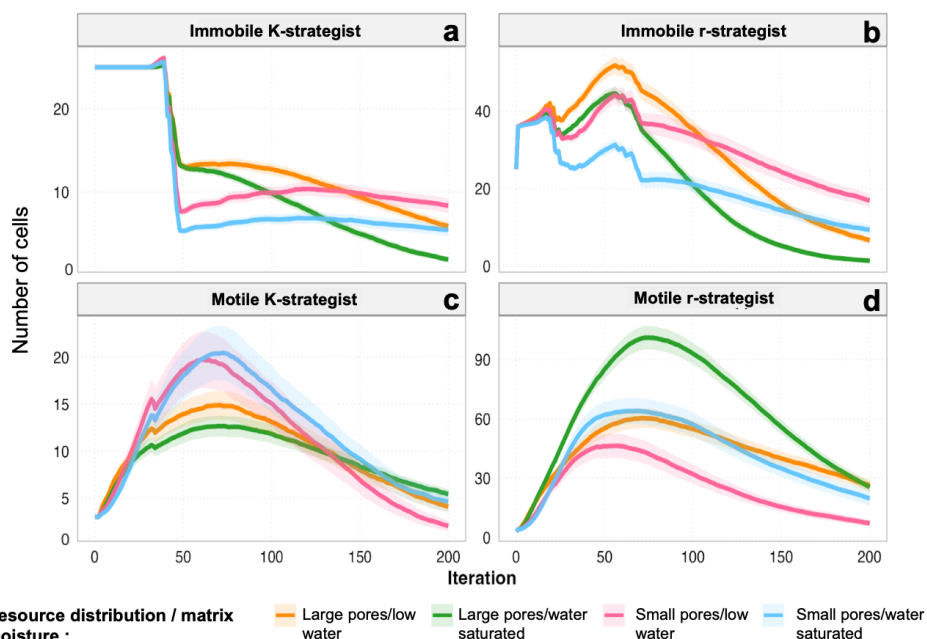 Immobile K-strategist a
Immobile r-strategist b
20
10
0
40
20
0
Number of cells
Motile K-strategist c
Motile r-strategist d
20
15
10
5
0
90
60
30
0
0 50 100 150 200
0 50 100 150 200
Iteration
esource distribution / matrix
oisture :
Large pores/low
water
Large pores/water
saturated
Small pores/low
water
Small pores/water
saturated